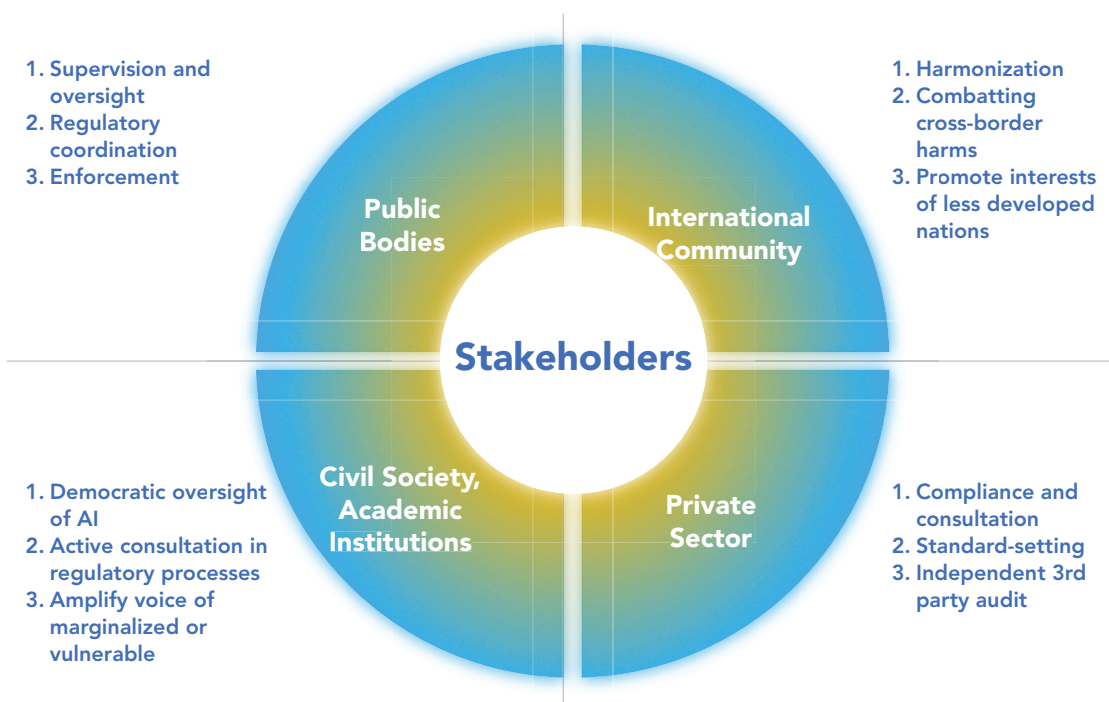 1. Supervision and
oversight
2. Regulatory
coordination
3. Enforcement
Public
Bodies
1. Harmonization
2. Combatting
cross-border
harms
3. Promote interests
of less developed
nations
International
Community
Stakeholders
1. Democratic oversight
of AI
2. Active consultation in
regulatory processes
3. Amplify voice of
marginalized or
vulnerable
Civil Society,
Academic
Institutions
Private
Sector
1. Compliance and
consultation
2. Standard-setting
3. Independent 3rd
party audit